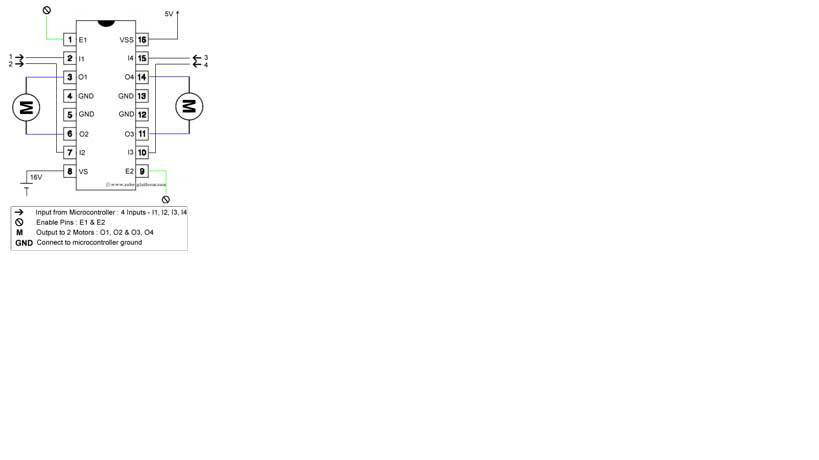 5V
1 E1 VSS 16
1 2 I1 I4 15 3
2 4
3 O1 O4 14
4 GND GND 13
M M
5 GND GND 12
6 O2 O3 11
7 I2 I3 10
8 VS E2 9
16V
Input from Microcontroller : 4 Inputs - I1, I2, I3, I4
Enable Pins : E1 & E2
M Output to 2 Motors : O1, O2 & O3, O4
GND Connect to microcontroller ground